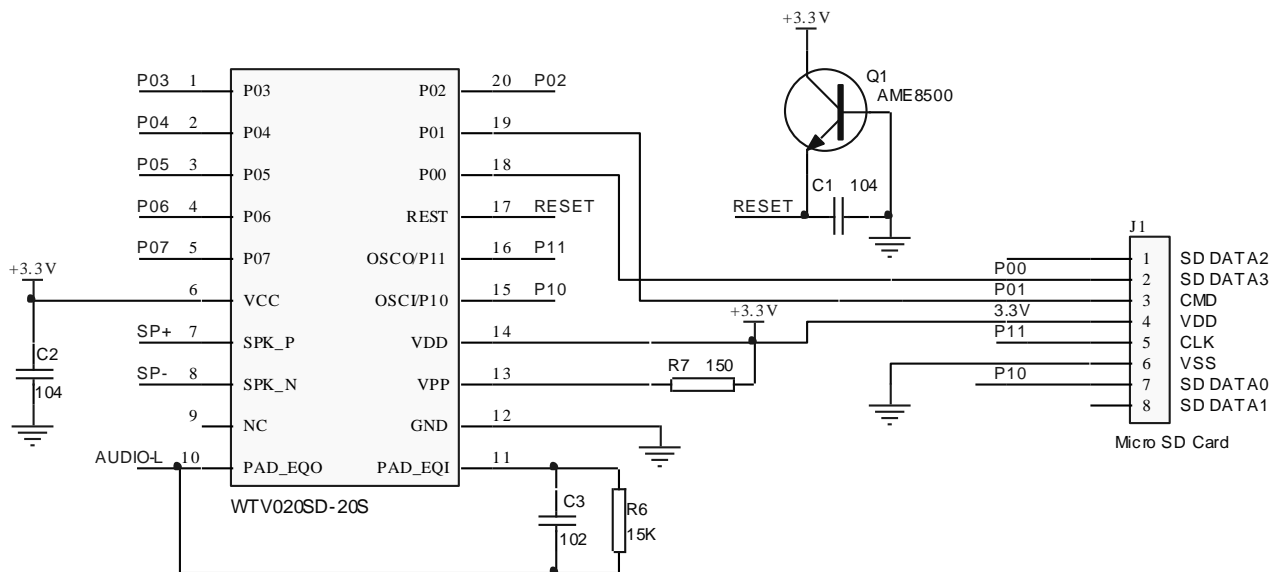 +3.3V
Q1
AME8500
C1 104
RESET
P03 1 P03 P02 20 P02
P04 2 P04 P01 19
P05 3 P05 P00 18
P06 4 P06 REST 17 RESET
P07 5 P07 OSCO/P11 16 P11
+3.3V
6 VCC OSCI/P10 15 P10
SP+ 7 SPK_P VDD 14
SP- 8 SPK_N VPP 13
9 NC GND 12
AUDIO-L 10 PAD_EQO PAD_EQI 11
WTV020SD-20S
C2
104
+3.3V
R7 150
C3
102
R6
15K
J1
1 SD DATA2
P00 2 SD DATA3
P01 3 CMD
3.3V 4 VDD
P11 5 CLK
6 VSS
P10 7 SD DATA0
8 SD DATA1
Micro SD Card